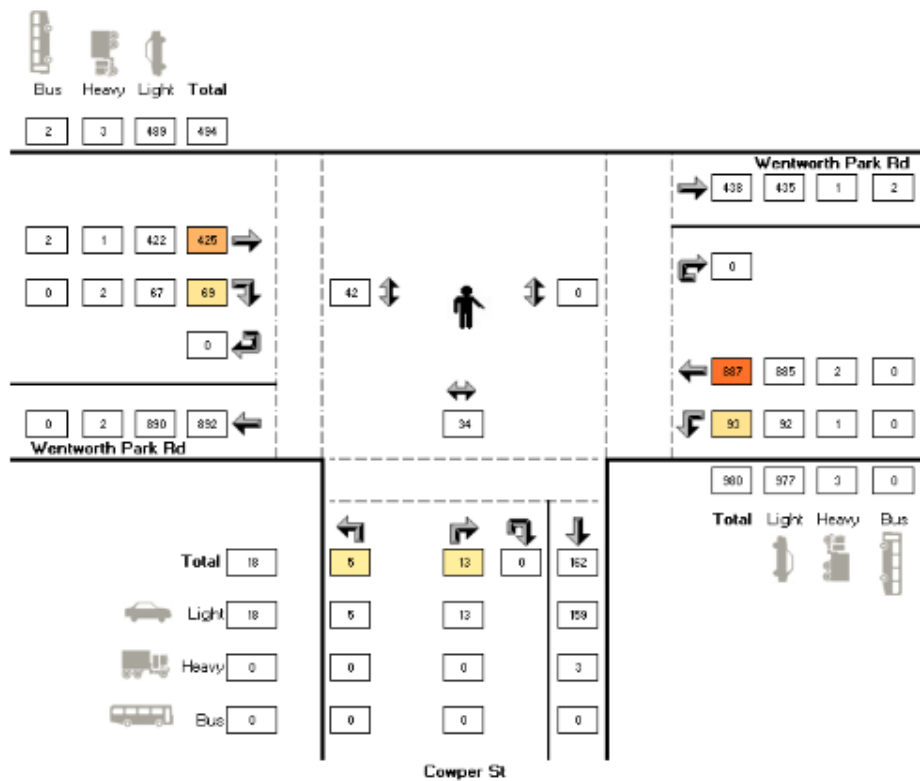 Bus Heavy Light Total
2 3 489 494
Wentworth Park Rd
438 435 1 2
2 1 422 425
0
0 2 67 69
42 0
0
887 885 2 0
0 2 890 892
34
93 92 1 0
Wentworth Park Rd
980 977 3 0
Total Light Heavy Bus
Total 18 5 13 0 162
Light 18 5 13 159
Heavy 0 0 0 3
Bus 0 0 0 0
Cowper St